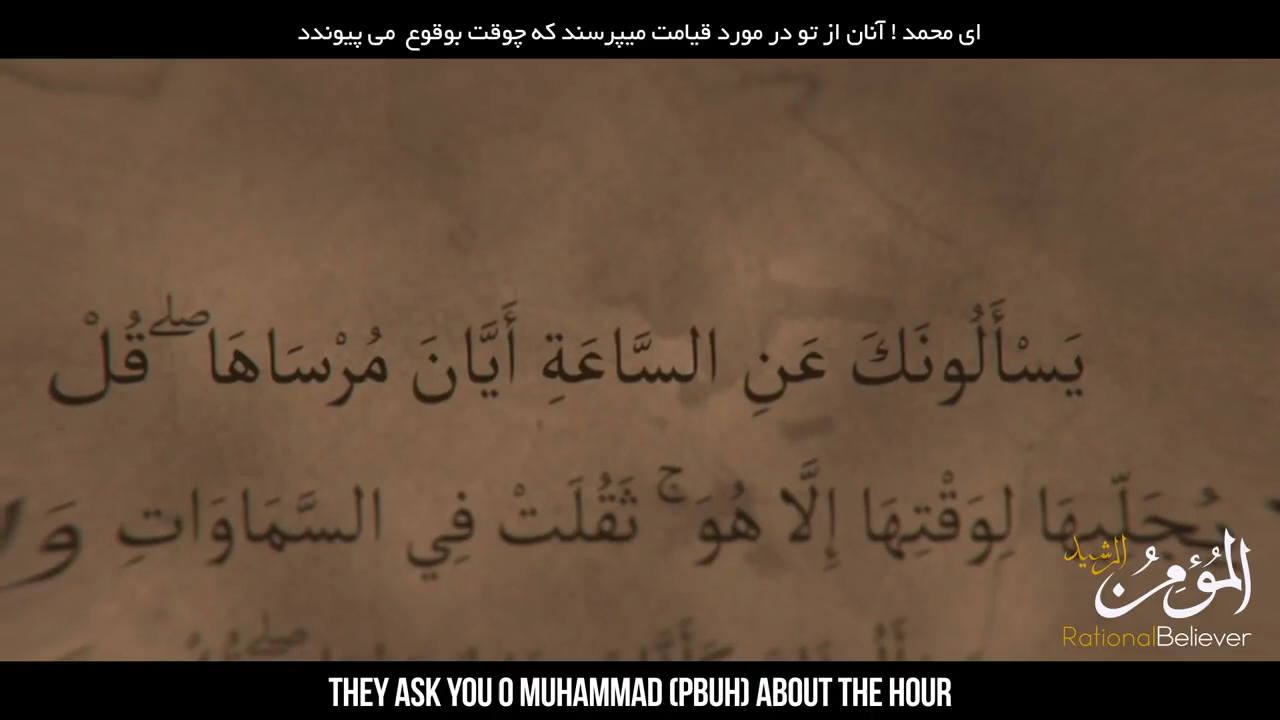 ای محمد ! آنان از تو در مورد قیامت میپرسند که چوقت بوقوع می پیوندد
يَسْأَلُونَكَ عَنِ السَّاعَةِ أَيَّانَ مُرْسَاهَا ۖ قُلْ
يُجَلِّيهَا لِوَقْتِهَا إِلَّا هُوَ ۚ ثَقُلَتْ فِي السَّمَاوَاتِ
المؤمن الرشيد
RationalBeliever
THEY ASK YOU O MUHAMMAD (PBUH) ABOUT THE HOUR